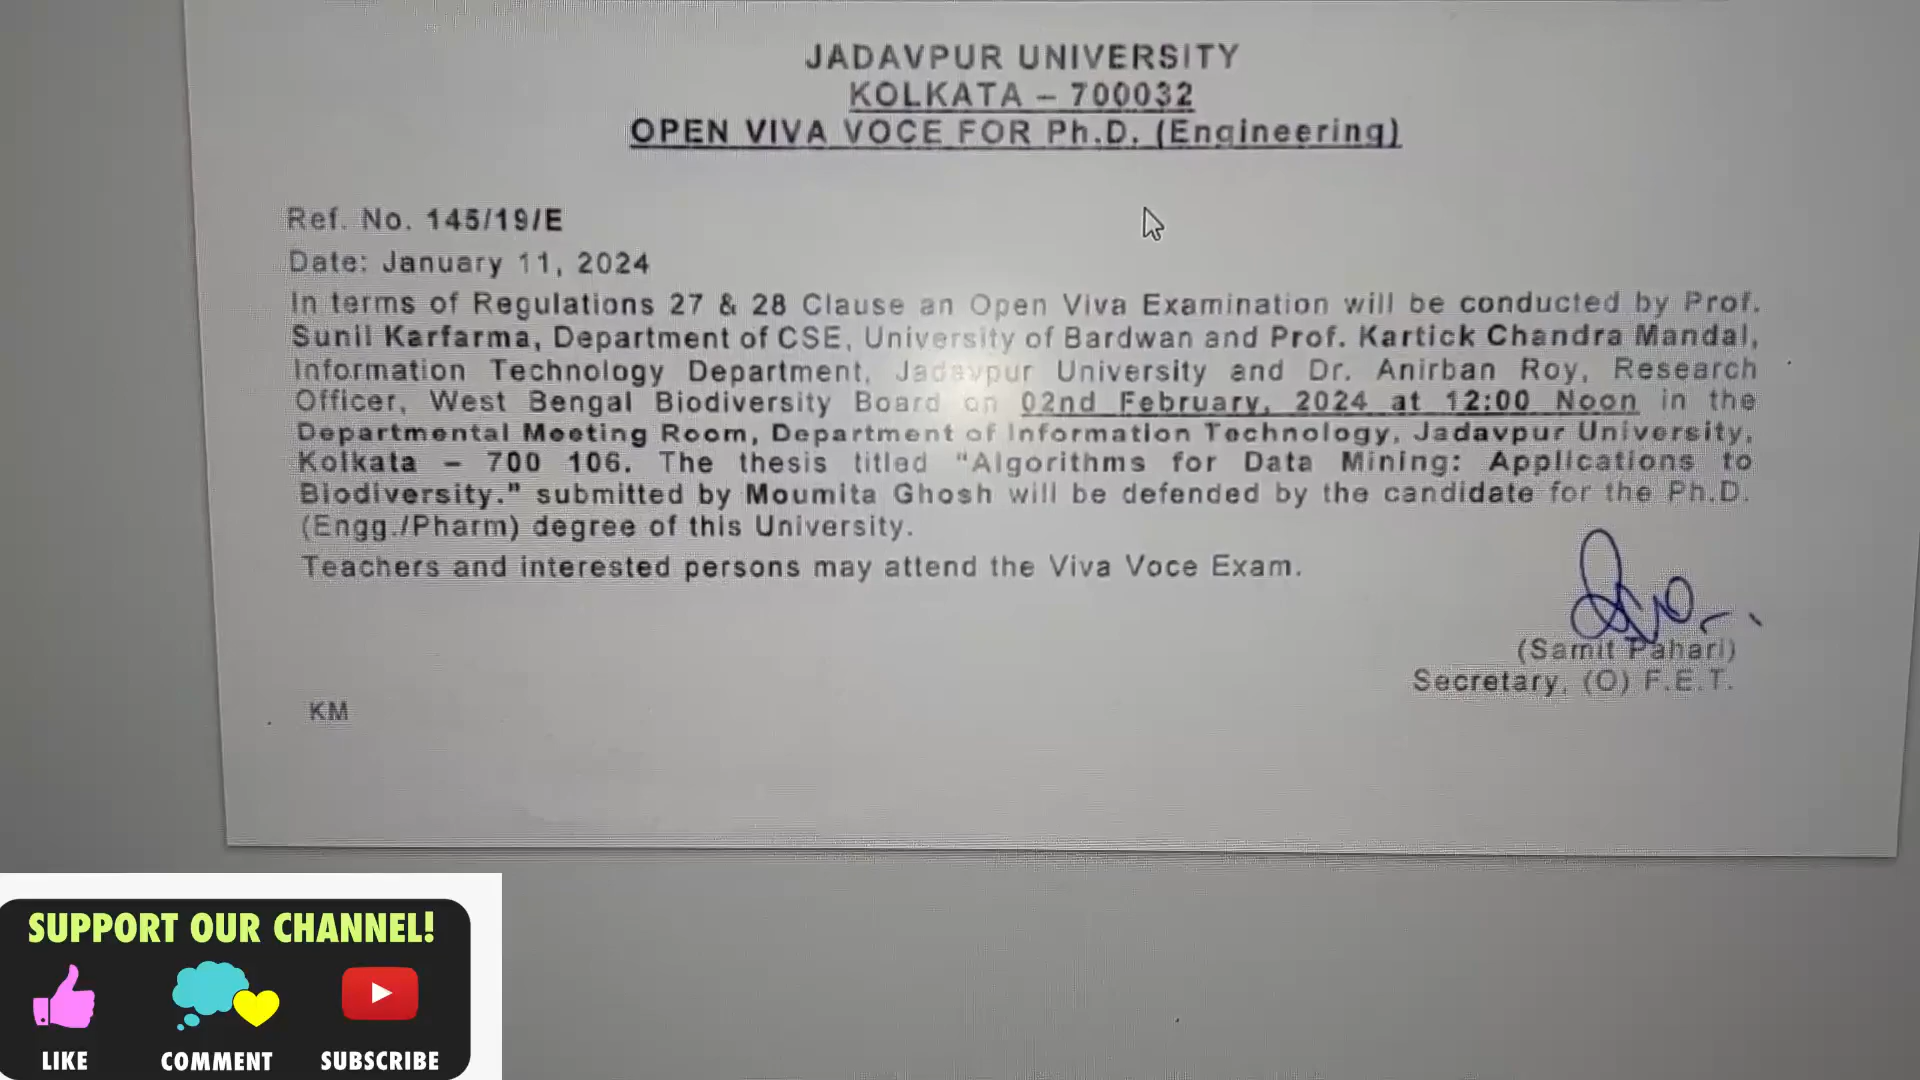 JADAVPUR UNIVERSITY
KOLKATA – 700032
OPEN VIVA VOCE FOR Ph.D. (Engineering)
Ref. No. 145/19/E
Date: January 11, 2024
In terms of Regulations 27 & 28 Clause an Open Viva Examination will be conducted by Prof.
Sunil Karfarma, Department of CSE, University of Bardwan and Prof. Kartick Chandra Mandal,
Information Technology Department, Jadavpur University and Dr. Anirban Roy, Research
Officer, West Bengal Biodiversity Board on 02nd February, 2024 at 12:00 Noon in the
Departmental Meeting Room, Department of Information Technology, Jadavpur University,
Kolkata – 700 106. The thesis titled "Algorithms for Data Mining: Applications to
Biodiversity." submitted by Moumita Ghosh will be defended by the candidate for the Ph.D.
(Engg./Pharm) degree of this University.
Teachers and interested persons may attend the Viva Voce Exam.
(Samit Pahari)
Secretary, (O) F.E.T.
KM
SUPPORT OUR CHANNEL!
LIKE COMMENT SUBSCRIBE